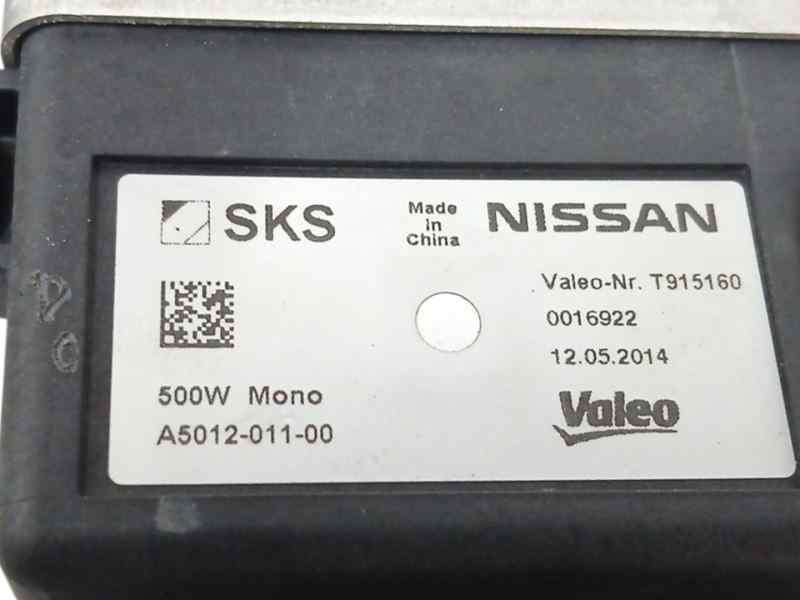 SKS
Made
in
China
NISSAN
Valeo-Nr. T915160
0016922
12.05.2014
500W Mono
A5012-011-00
Valeo